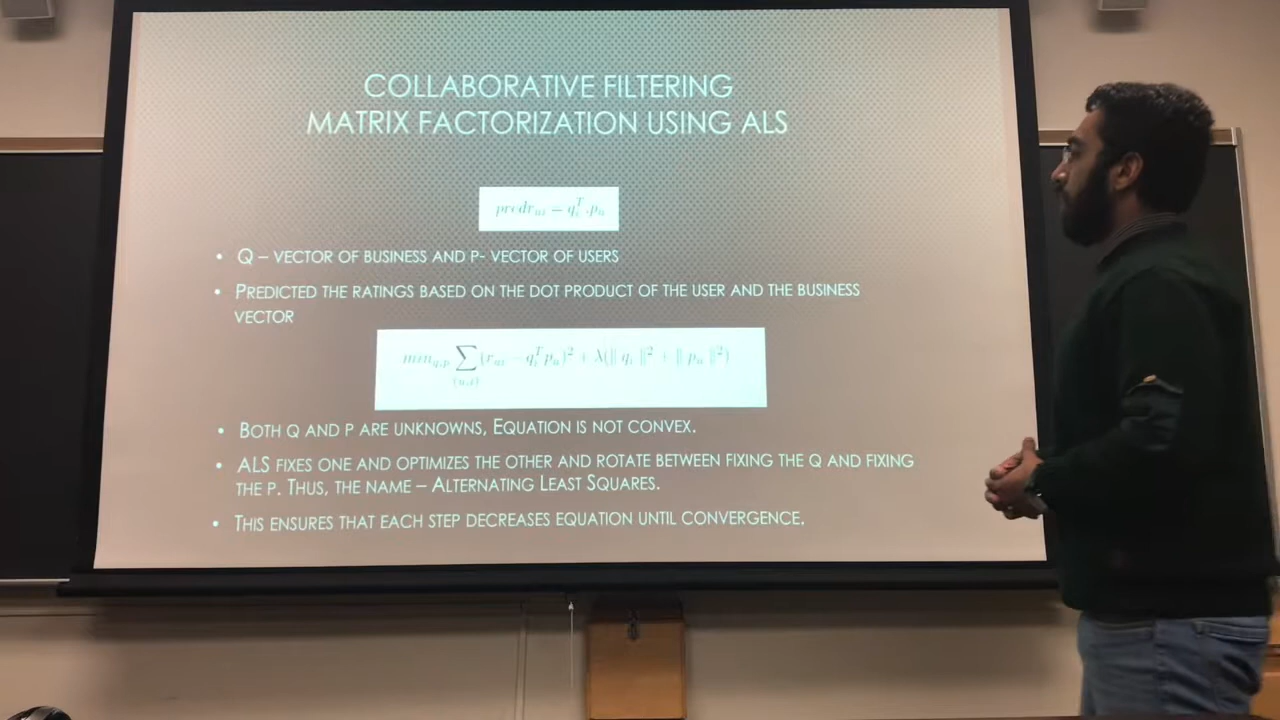 COLLABORATIVE FILTERING
MATRIX FACTORIZATION USING ALS
predr_{ui} = q_i^T . p_u
• Q – VECTOR OF BUSINESS AND P- VECTOR OF USERS
• PREDICTED THE RATINGS BASED ON THE DOT PRODUCT OF THE USER AND THE BUSINESS
VECTOR
min_{q,p} ∑_{(u,i)} (r_{ui} − q_i^T p_u)^2 + λ(‖ q_i ‖^2 + ‖ p_u ‖^2)
• BOTH Q AND P ARE UNKNOWNS, EQUATION IS NOT CONVEX.
• ALS FIXES ONE AND OPTIMIZES THE OTHER AND ROTATE BETWEEN FIXING THE Q AND FIXING
THE P. THUS, THE NAME – ALTERNATING LEAST SQUARES.
• THIS ENSURES THAT EACH STEP DECREASES EQUATION UNTIL CONVERGENCE.